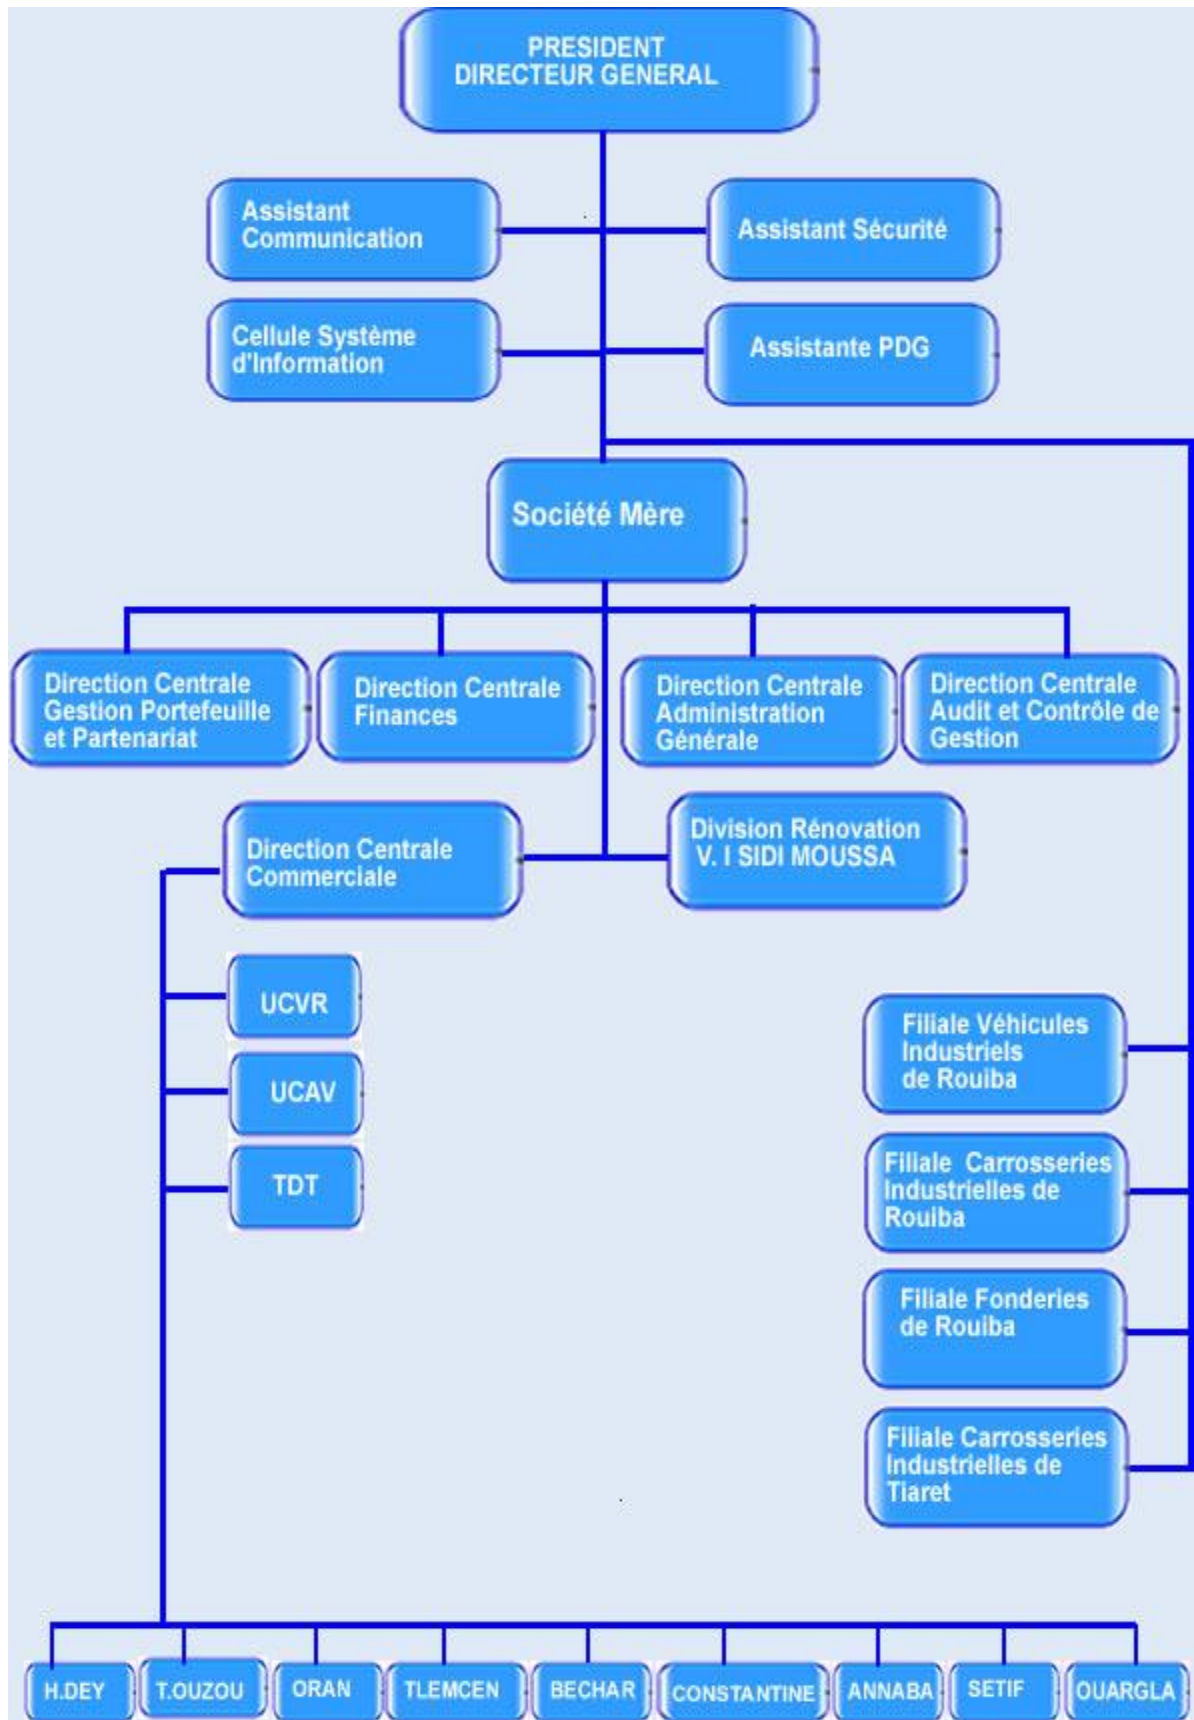 PRESIDENT
DIRECTEUR GENERAL
Assistant
Communication
Assistant Sécurité
Cellule Système
d'Information
Assistante PDG
Société Mère
Direction Centrale
Gestion Portefeuille
et Partenariat
Direction Centrale
Finances
Direction Centrale
Administration
Générale
Direction Centrale
Audit et Contrôle de
Gestion
Direction Centrale
Commerciale
Division Rénovation
V. I SIDI MOUSSA
UCVR
UCAV
TDT
Filiale Véhicules
Industriels
de Rouiba
Filiale Carrosseries
Industrielles de
Rouiba
Filiale Fonderies
de Rouiba
Filiale Carrosseries
Industrielles de
Tiaret
H.DEY
T.OUZOU
ORAN
TLEMCEN
BECHAR
CONSTANTINE
ANNABA
SETIF
OUARGLA